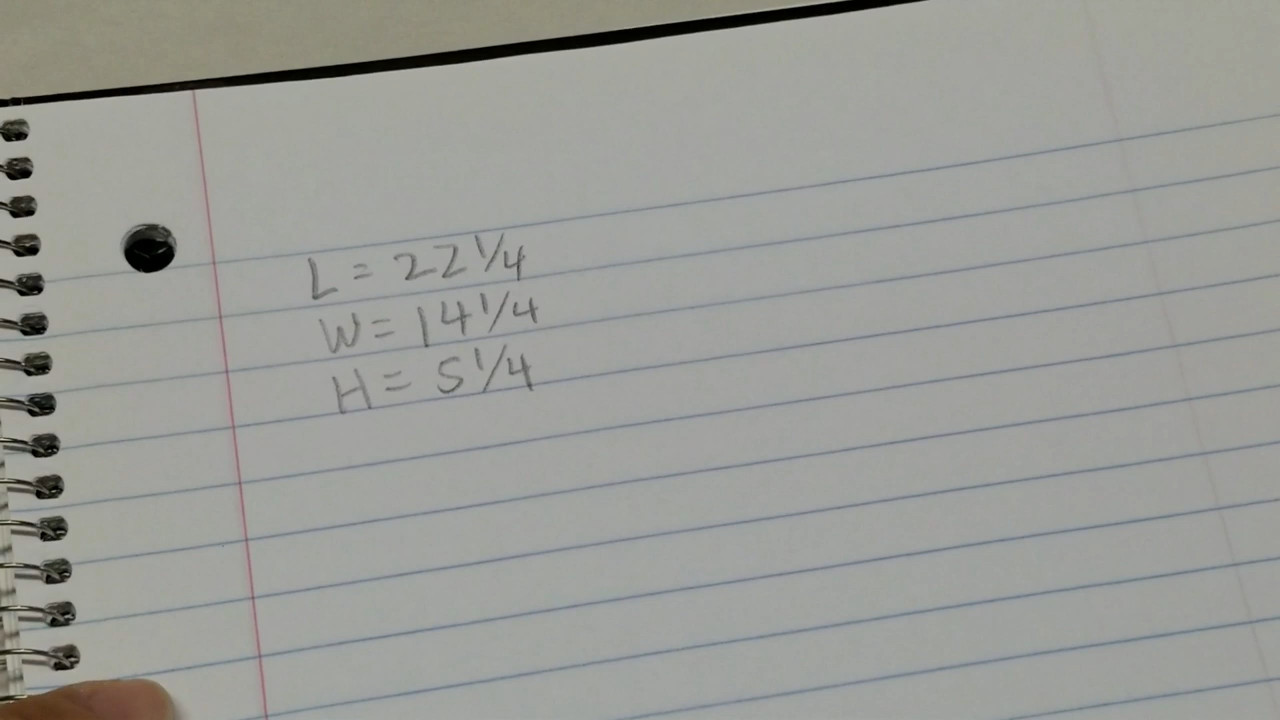 L = 22 1/4
W = 14 1/4
H = 5 1/4